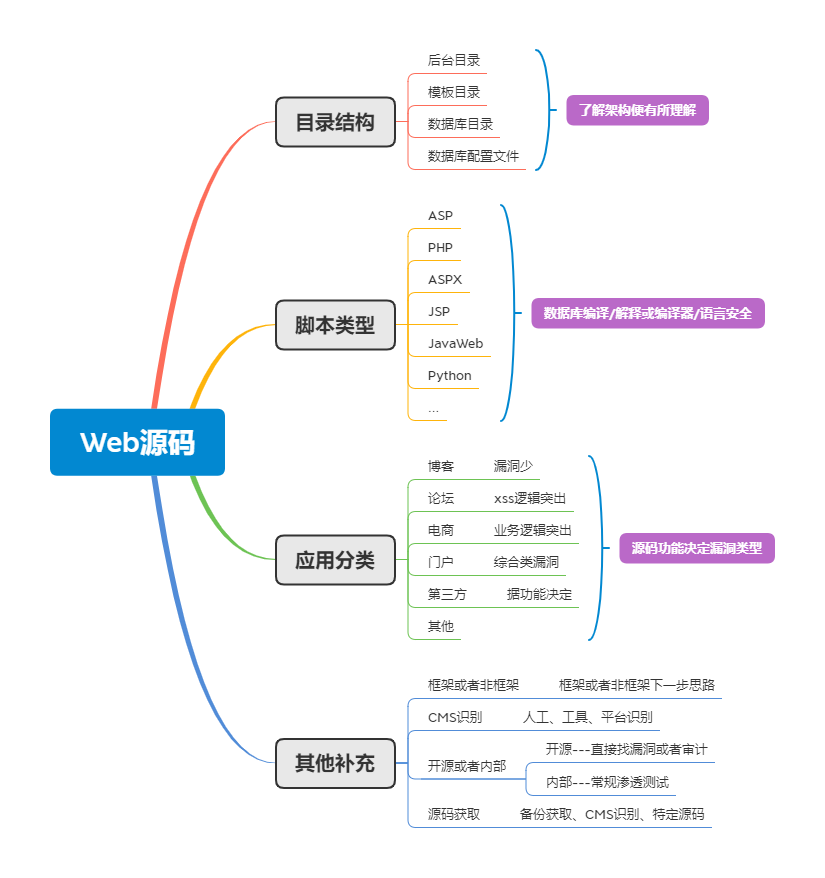 Web源码
目录结构
后台目录
模板目录
数据库目录
数据库配置文件
了解架构便有所理解
脚本类型
ASP
PHP
ASPX
JSP
JavaWeb
Python
...
数据库编译/解释或编译器/语言安全
应用分类
博客 漏洞少
论坛 xss逻辑突出
电商 业务逻辑突出
门户 综合类漏洞
第三方 据功能决定
其他
源码功能决定漏洞类型
其他补充
框架或者非框架 框架或者非框架下一步思路
CMS识别 人工、工具、平台识别
开源或者内部
开源---直接找漏洞或者审计
内部---常规渗透测试
源码获取 备份获取、CMS识别、特定源码